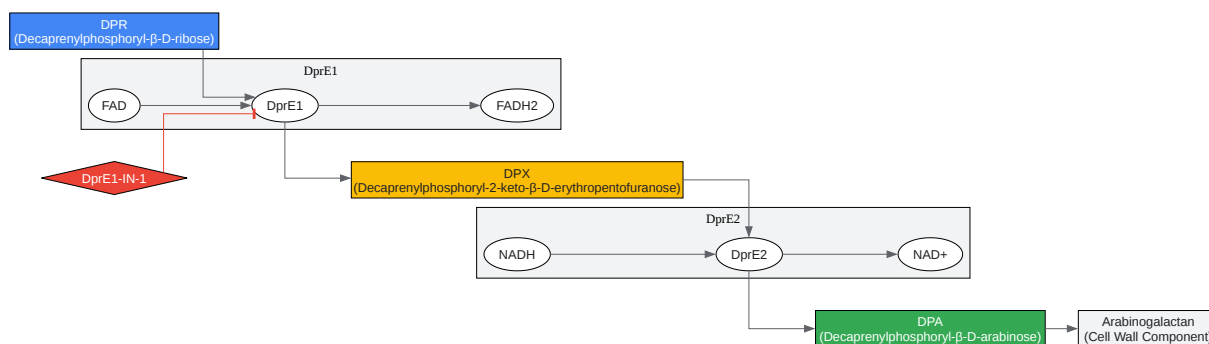 DPR
(Decaprenylphosphoryl-β-D-ribose)
DprE1
FAD
DprE1
FADH2
DprE1-IN-1
DPX
(Decaprenylphosphoryl-2-keto-β-D-erythropentofuranose)
DprE2
NADH
DprE2
NAD+
DPA
(Decaprenylphosphoryl-β-D-arabinose)
Arabinogalactan
(Cell Wall Component)